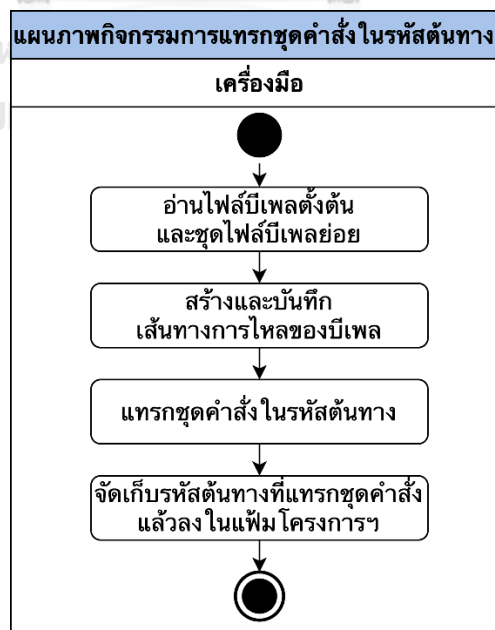 แผนภาพกิจกรรมการแทรกชุดคำสั่งในรหัสต้นทาง
เครื่องมือ
อ่านไฟล์บีเพลตั้งต้น
และชุดไฟล์บีเพลย่อย
สร้างและบันทึก
เส้นทางการไหลของบีเพล
แทรกชุดคำสั่งในรหัสต้นทาง
จัดเก็บรหัสต้นทางที่แทรกชุดคำสั่ง
แล้วลงในแฟ้มโครงการฯ